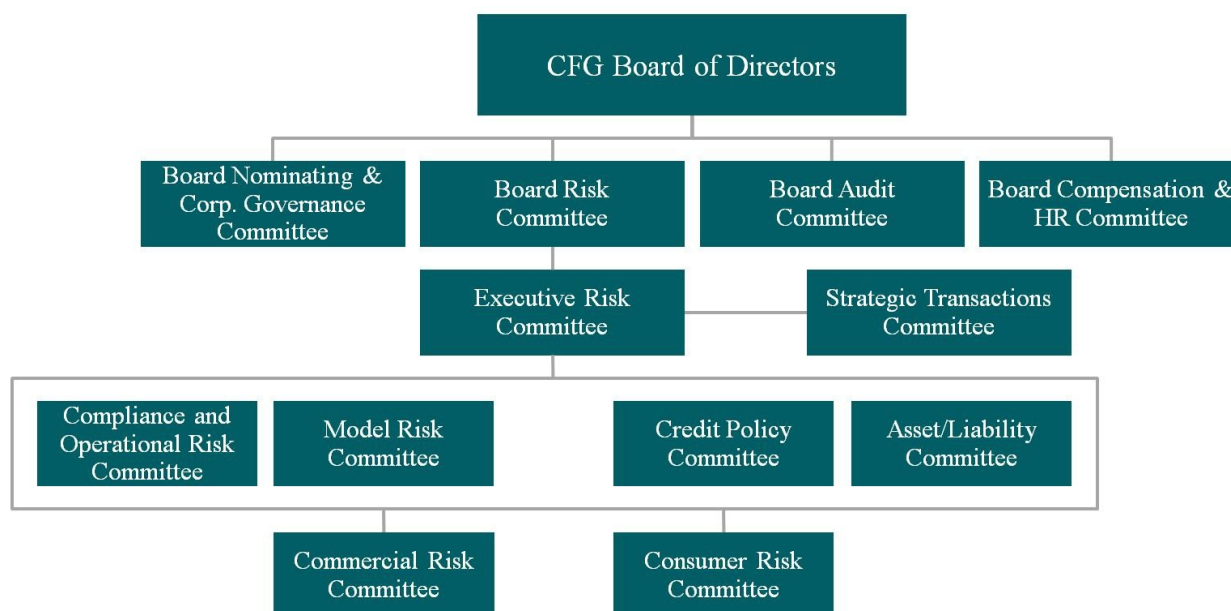 CFG Board of Directors
Board Nominating &
Corp. Governance
Committee
Board Risk
Committee
Board Audit
Committee
Board Compensation &
HR Committee
Executive Risk
Committee
Strategic Transactions
Committee
Compliance and
Operational Risk
Committee
Model Risk
Committee
Credit Policy
Committee
Asset/Liability
Committee
Commercial Risk
Committee
Consumer Risk
Committee